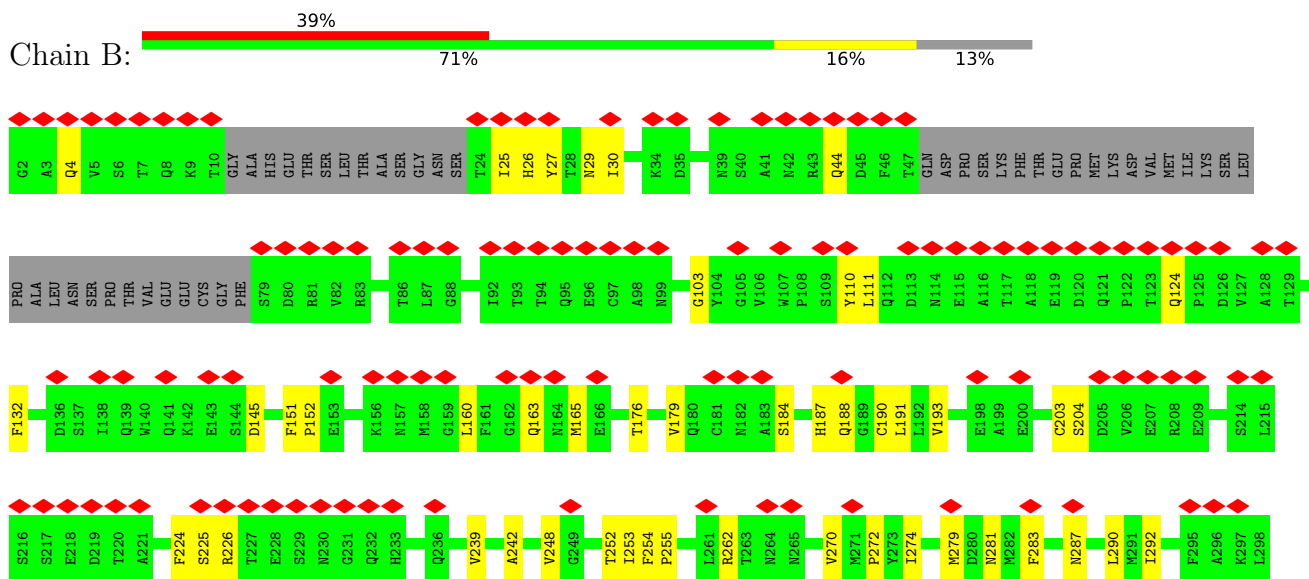 39%
Chain B:
71% 16% 13%
G2 A3 Q4 V5 S6 T7 Q8 K9 T10 GLY ALA HIS GLU THR SER LEU THR ALA SER GLY ASN SER T24 I25 H26 Y27 T28 N29 I30 K34 D35 N39 S40 A41 N42 R43 Q44 D45 F46 T47 GLN ASP PRO SER LYS PHE THR GLU PRO MET LYS ASP VAL MET ILE LYS SER LEU
PRO ALA LEU ASN SER PRO THR VAL GLU GLU CYS GLY PHE S79 D80 R81 V82 R83 T86 L87 G88 I92 T93 T94 Q95 E96 C97 A98 N99 G103 Y104 G105 V106 W107 P108 S109 Y110 L111 Q112 D113 N114 E115 A116 T117 A118 E119 D120 Q121 P122 T123 Q124 P125 D126 V127 A128 T129
F132 D136 S137 I138 Q139 W140 Q141 K142 E143 S144 D145 F151 P152 E153 K156 N157 M158 G159 L160 F161 G162 Q163 N164 M165 E166 T176 V179 Q180 C181 N182 A183 S184 H187 Q188 G189 C190 L191 L192 V193 E198 A199 E200 C203 S204 D205 V206 E207 R208 E209 S214 L215
S216 S217 E218 D219 T220 A221 F224 S225 R226 T227 E228 S229 N230 G231 Q232 H233 Q236 V239 A242 V248 G249 T252 I253 F254 P255 L261 R262 T263 N264 N265 V270 M271 P272 Y273 I274 M279 D280 N281 M282 F283 N287 L290 M291 I292 F295 A296 K297 L298